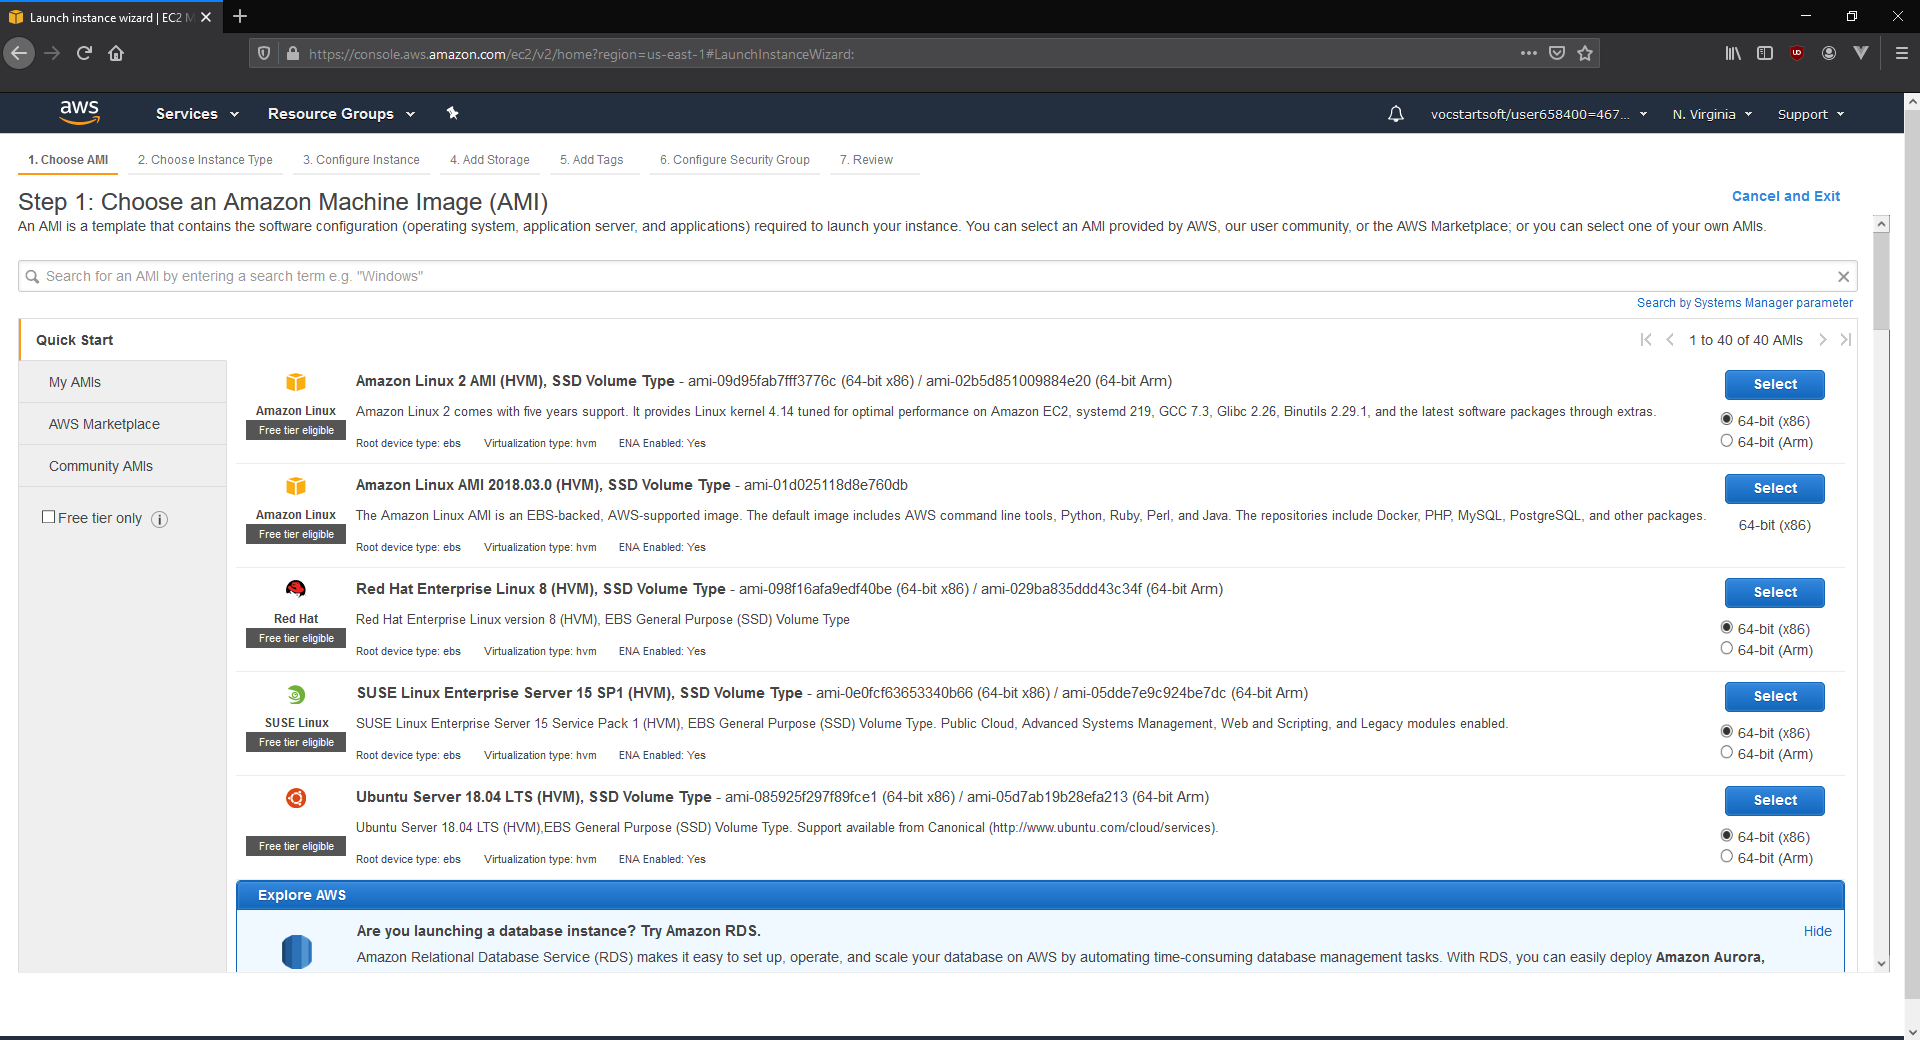 Launch instance wizard | EC2 M
https://console.aws.amazon.com/ec2/v2/home?region=us-east-1#LaunchInstanceWizard:
aws
Services
Resource Groups
vocstartsoft/user658400=467...
N. Virginia
Support
1. Choose AMI
2. Choose Instance Type
3. Configure Instance
4. Add Storage
5. Add Tags
6. Configure Security Group
7. Review
Step 1: Choose an Amazon Machine Image (AMI)
Cancel and Exit
An AMI is a template that contains the software configuration (operating system, application server, and applications) required to launch your instance. You can select an AMI provided by AWS, our user community, or the AWS Marketplace; or you can select one of your own AMIs.
Search for an AMI by entering a search term e.g. "Windows"
Search by Systems Manager parameter
Quick Start
1 to 40 of 40 AMIs
My AMIs
AWS Marketplace
Community AMIs
Free tier only
Amazon Linux
Free tier eligible
Amazon Linux 2 AMI (HVM), SSD Volume Type - ami-09d95fab7fff3776c (64-bit x86) / ami-02b5d851009884e20 (64-bit Arm)
Amazon Linux 2 comes with five years support. It provides Linux kernel 4.14 tuned for optimal performance on Amazon EC2, systemd 219, GCC 7.3, Glibc 2.26, Binutils 2.29.1, and the latest software packages through extras.
Root device type: ebs Virtualization type: hvm ENA Enabled: Yes
Select
64-bit (x86)
64-bit (Arm)
Amazon Linux
Free tier eligible
Amazon Linux AMI 2018.03.0 (HVM), SSD Volume Type - ami-01d025118d8e760db
The Amazon Linux AMI is an EBS-backed, AWS-supported image. The default image includes AWS command line tools, Python, Ruby, Perl, and Java. The repositories include Docker, PHP, MySQL, PostgreSQL, and other packages.
Root device type: ebs Virtualization type: hvm ENA Enabled: Yes
Select
64-bit (x86)
Red Hat
Free tier eligible
Red Hat Enterprise Linux 8 (HVM), SSD Volume Type - ami-098f16afa9edf40be (64-bit x86) / ami-029ba835ddd43c34f (64-bit Arm)
Red Hat Enterprise Linux version 8 (HVM), EBS General Purpose (SSD) Volume Type
Root device type: ebs Virtualization type: hvm ENA Enabled: Yes
Select
64-bit (x86)
64-bit (Arm)
SUSE Linux
Free tier eligible
SUSE Linux Enterprise Server 15 SP1 (HVM), SSD Volume Type - ami-0e0fcf63653340b66 (64-bit x86) / ami-05dde7e9c924be7dc (64-bit Arm)
SUSE Linux Enterprise Server 15 Service Pack 1 (HVM), EBS General Purpose (SSD) Volume Type. Public Cloud, Advanced Systems Management, Web and Scripting, and Legacy modules enabled.
Root device type: ebs Virtualization type: hvm ENA Enabled: Yes
Select
64-bit (x86)
64-bit (Arm)
Free tier eligible
Ubuntu Server 18.04 LTS (HVM), SSD Volume Type - ami-085925f297f89fce1 (64-bit x86) / ami-05d7ab19b28efa213 (64-bit Arm)
Ubuntu Server 18.04 LTS (HVM),EBS General Purpose (SSD) Volume Type. Support available from Canonical (http://www.ubuntu.com/cloud/services).
Root device type: ebs Virtualization type: hvm ENA Enabled: Yes
Select
64-bit (x86)
64-bit (Arm)
Explore AWS
Are you launching a database instance? Try Amazon RDS.
Hide
Amazon Relational Database Service (RDS) makes it easy to set up, operate, and scale your database on AWS by automating time-consuming database management tasks. With RDS, you can easily deploy Amazon Aurora,